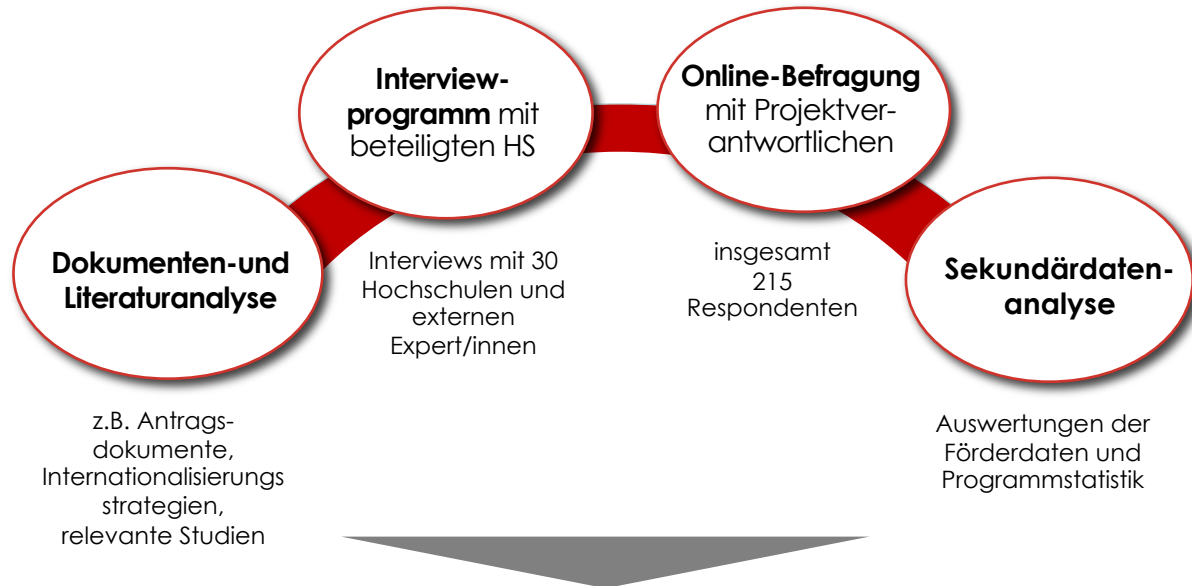 Interview-
programm mit
beteiligten HS
Online-Befragung
mit Projektver-
antwortlichen
Dokumenten-und
Literaturanalyse
Interviews mit 30
Hochschulen und
externen
Expert/innen
insgesamt
215
Respondenten
Sekundärdaten-
analyse
z.B. Antrags-
dokumente,
Internationalisierungs
strategien,
relevante Studien
Auswertungen der
Förderdaten und
Programmstatistik